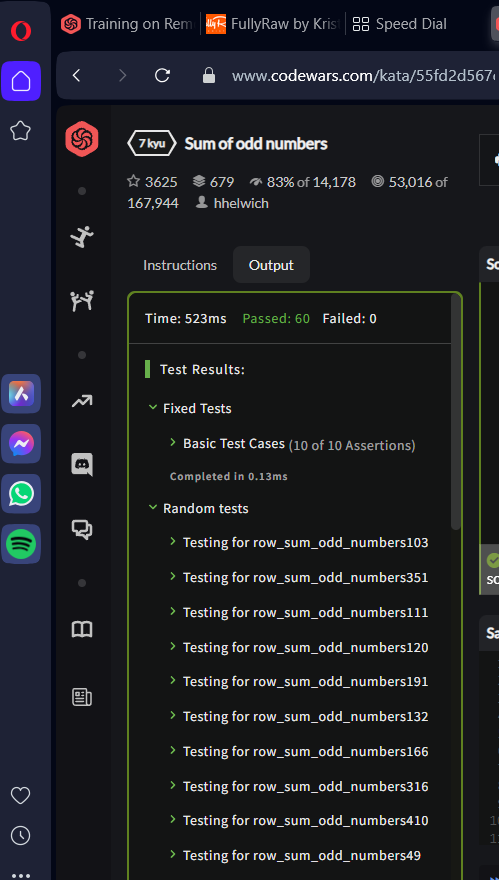 Training on Rem
FullyRaw by Kris
Speed Dial
www.codewars.com/kata/55fd2d567
7 kyu Sum of odd numbers
3625 679 83% of 14,178 53,016 of
167,944 hhelwich
Instructions Output
Time: 523ms Passed: 60 Failed: 0
Test Results:
Fixed Tests
Basic Test Cases (10 of 10 Assertions)
Completed in 0.13ms
Random tests
Testing for row_sum_odd_numbers103
Testing for row_sum_odd_numbers351
Testing for row_sum_odd_numbers111
Testing for row_sum_odd_numbers120
Testing for row_sum_odd_numbers191
Testing for row_sum_odd_numbers132
Testing for row_sum_odd_numbers166
Testing for row_sum_odd_numbers316
Testing for row_sum_odd_numbers410
Testing for row_sum_odd_numbers49